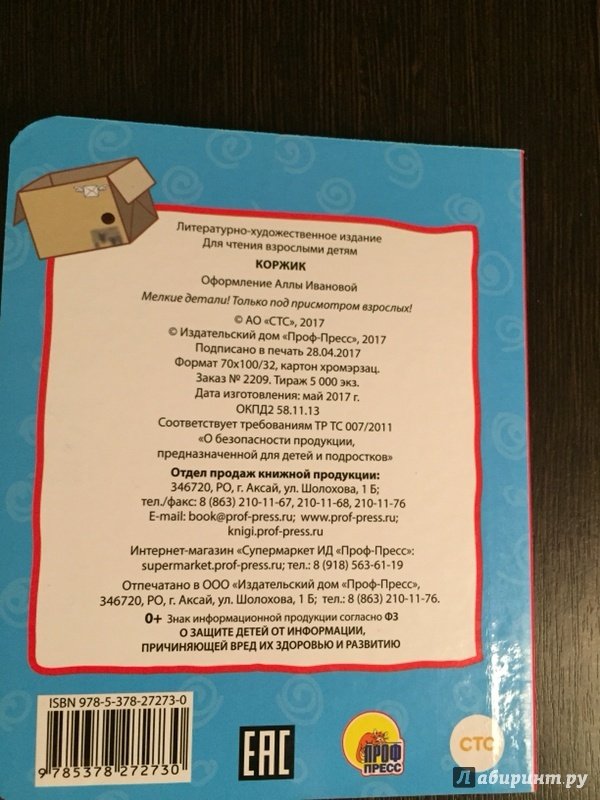 Литературно-художественное издание
Для чтения взрослыми детям
КОРЖИК
Оформление Аллы Ивановой
Мелкие детали! Только под присмотром взрослых!
© АО «СТС», 2017
© Издательский дом «Проф-Пресс», 2017
Подписано в печать 28.04.2017
Формат 70x100/32, картон хромэрзац.
Заказ № 2209. Тираж 5 000 экз.
Дата изготовления: май 2017 г.
ОКПД2 58.11.13
Соответствует требованиям ТР ТС 007/2011
«О безопасности продукции,
предназначенной для детей и подростков»
Отдел продаж книжной продукции:
346720, РО, г. Аксай, ул. Шолохова, 1 Б;
тел./факс: 8 (863) 210-11-67, 210-11-68, 210-11-76
E-mail: book@prof-press.ru; www.prof-press.ru;
knigi.prof-press.ru
Интернет-магазин «Супермаркет ИД «Проф-Пресс»:
supermarket.prof-press.ru; тел.: 8 (918) 563-61-19
Отпечатано в ООО «Издательский дом «Проф-Пресс»,
346720, РО, г. Аксай, ул. Шолохова, 1 Б; тел.: 8 (863) 210-11-76.
0+ Знак информационной продукции согласно ФЗ
О ЗАЩИТЕ ДЕТЕЙ ОТ ИНФОРМАЦИИ,
ПРИЧИНЯЮЩЕЙ ВРЕД ИХ ЗДОРОВЬЮ И РАЗВИТИЮ
ISBN 978-5-378-27273-0
9 785378 272730
ЕАС
ПРОФ
ПРЕСС
СТС
Лабиринт.ру